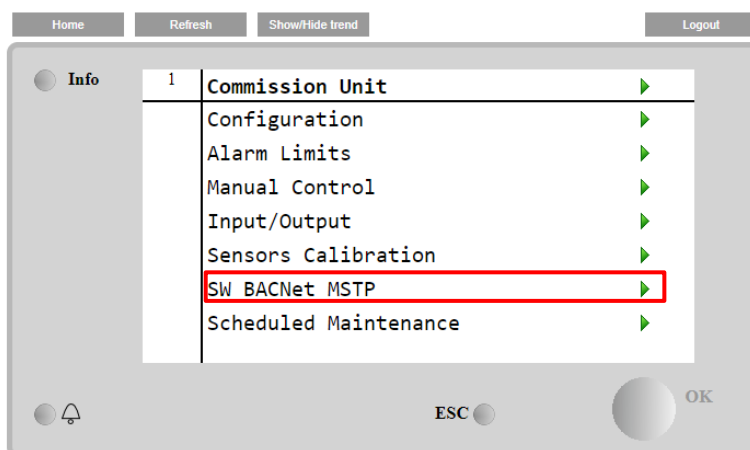 Home Refresh Show/Hide trend Logout
Info 1 Commission Unit
Configuration
Alarm Limits
Manual Control
Input/Output
Sensors Calibration
SW BACNet MSTP
Scheduled Maintenance
ESC OK